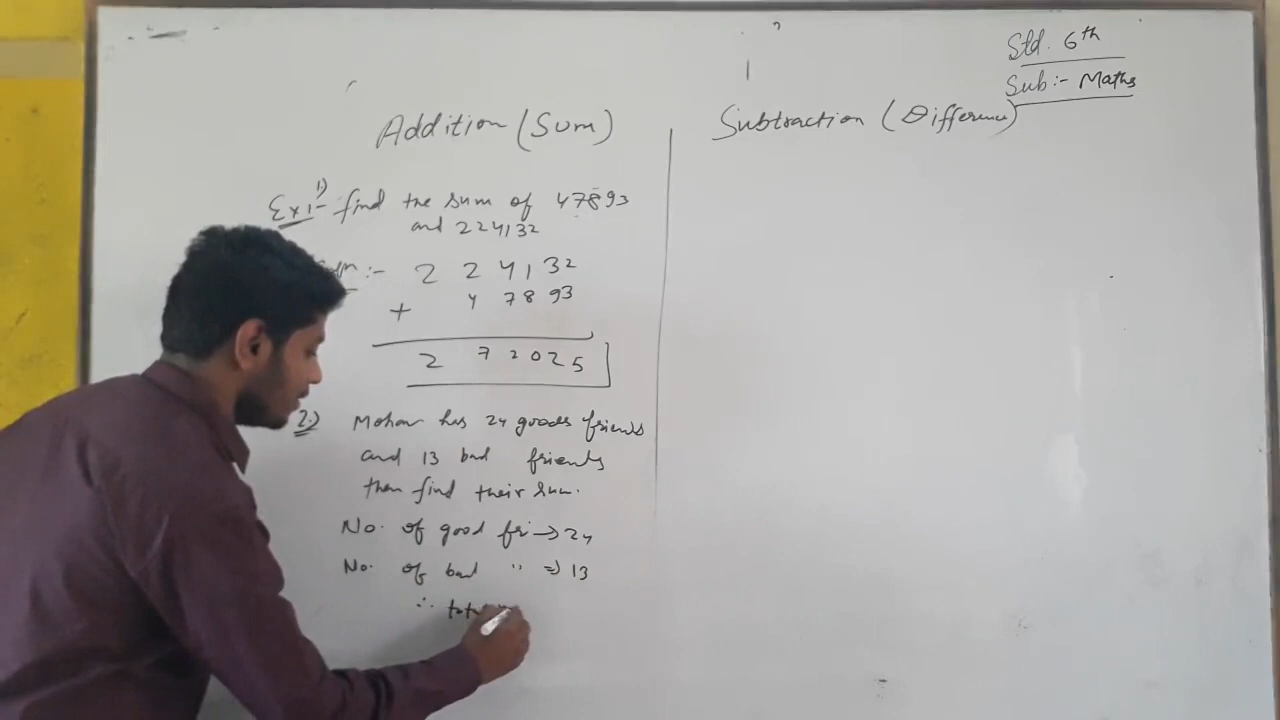 Std. 6th
Sub:- Maths
Addition (Sum)
Ex 1:- 1) find the sum of 47893
and 224132
:- 2 2 4 1 3 2
+ 4 7 8 9 3
2 7 2 0 2 5
2.) Mohan has 24 goods friends
and 13 bad friends
then find their sum.
No. of good fri → 24
No. of bad " ⇒ 13
∴
Subtraction (Difference)